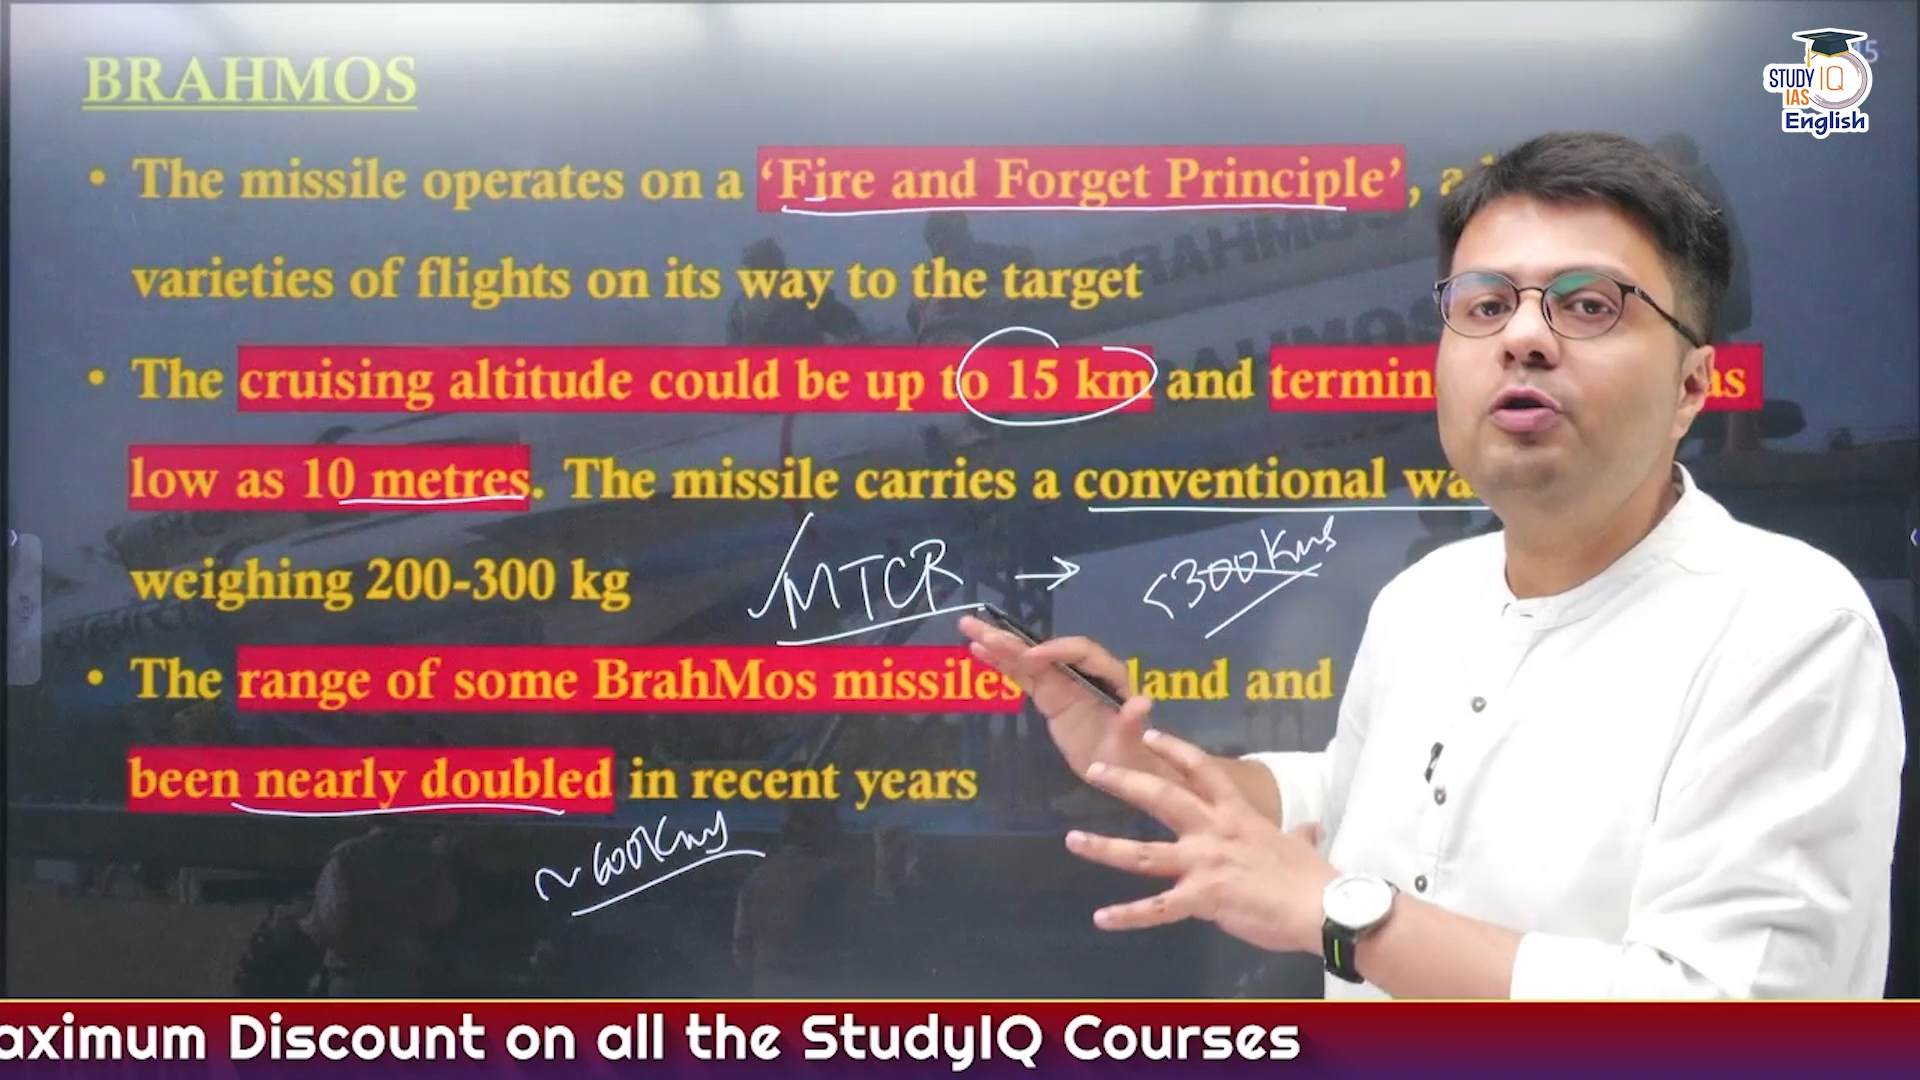 BRAHMOS
STUDY IQ
IAS
English
• The missile operates on a ‘Fire and Forget Principle’,
varieties of flights on its way to the target
• The cruising altitude could be up to 15 km and as
low as 10 metres. The missile carries a conventional
weighing 200-300 kg
MTCR → <300Kms
• The range of some BrahMos missiles land and
been nearly doubled in recent years
~600Kms
Discount on all the StudyIQ Courses